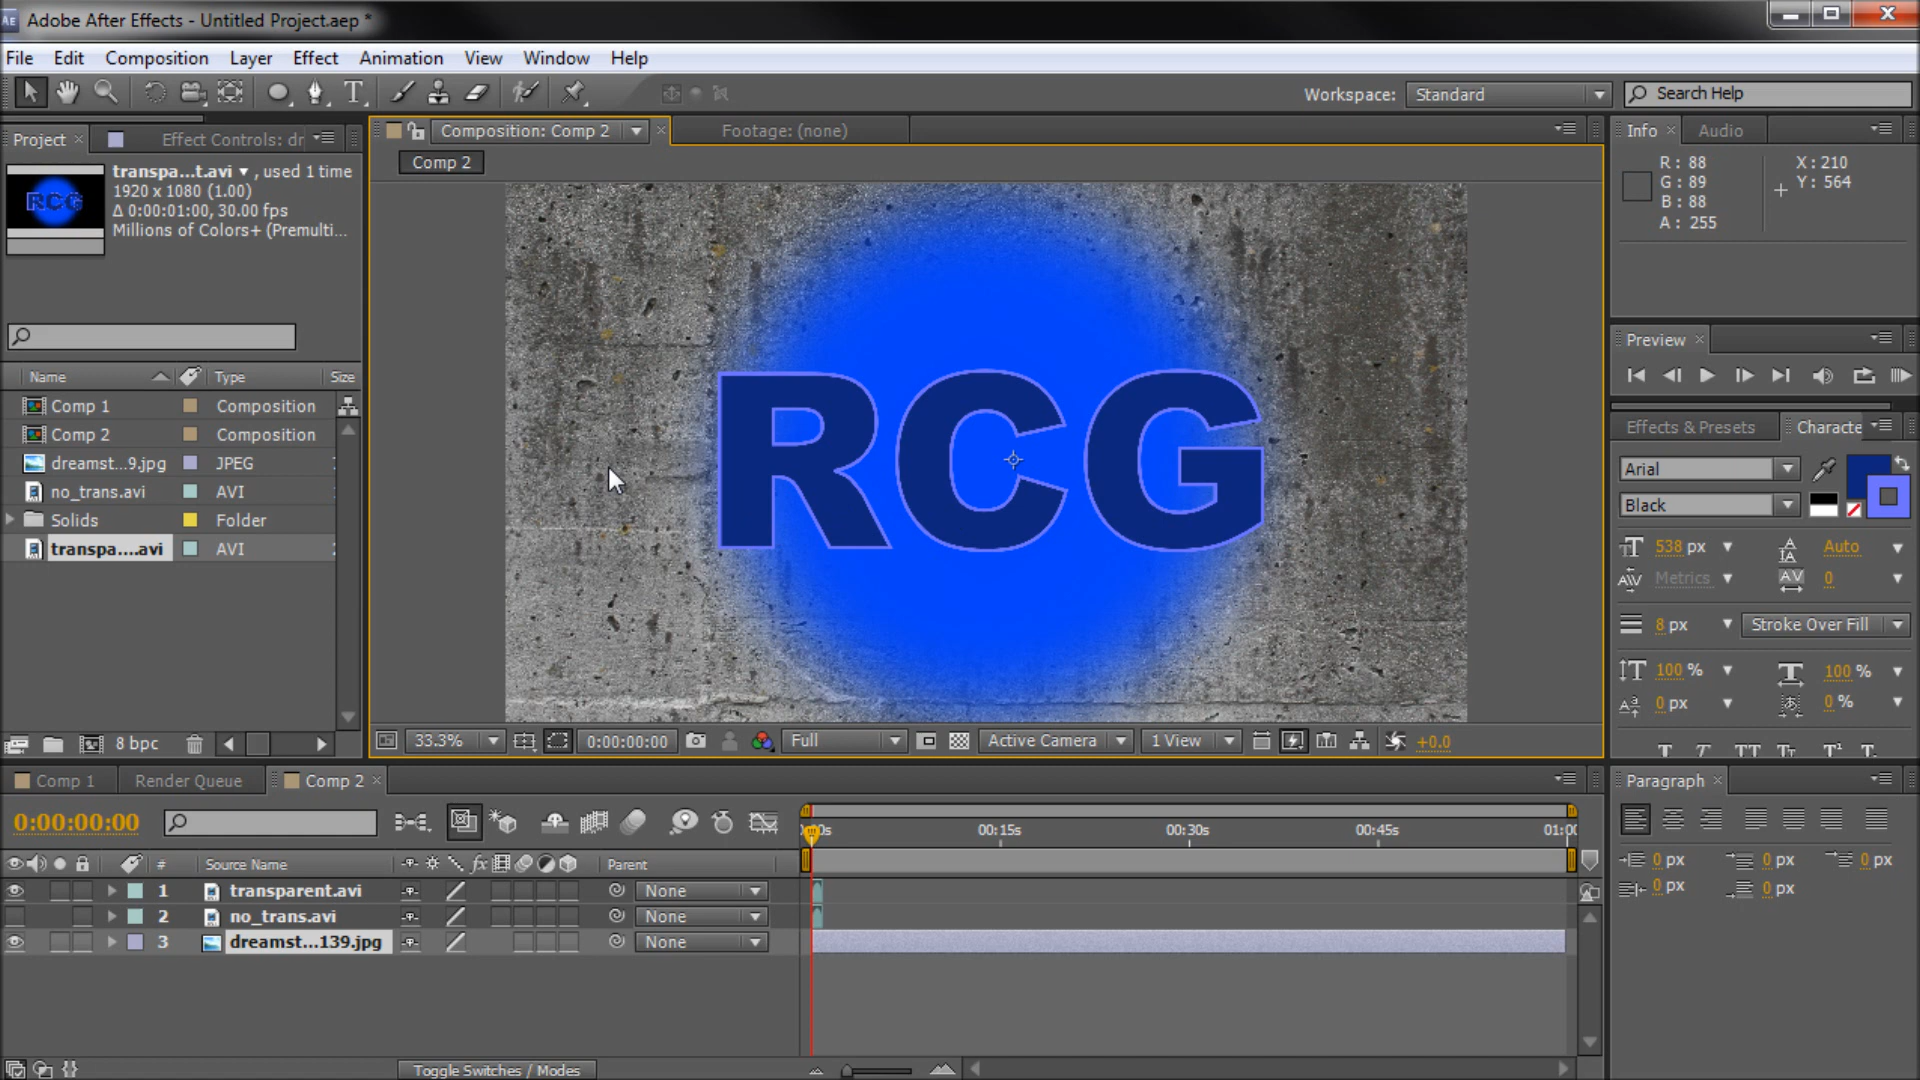 Adobe After Effects - Untitled Project.aep *
File Edit Composition Layer Effect Animation View Window Help
Workspace: Standard
Search Help
Project
Effect Controls: dr
transpa...t.avi , used 1 time
1920 x 1080 (1.00)
Δ 0:00:01:00, 30.00 fps
Millions of Colors+ (Premulti...
RCG
Name Type Size
Comp 1 Composition
Comp 2 Composition
dreamst...9.jpg JPEG
no_trans.avi AVI
Solids Folder
transpa....avi AVI
8 bpc
Composition: Comp 2
Footage: (none)
Comp 2
RCG
33.3% 0:00:00:00 Full Active Camera 1 View +0.0
Info Audio
R: 88 X: 210
G: 89 Y: 564
B: 88
A: 255
Preview
Effects & Presets Characte
Arial
Black
538 px Auto
Metrics 0
8 px Stroke Over Fill
100 % 100 %
0 px 0 %
T T TT Tt T¹ T,
Comp 1 Render Queue Comp 2
0:00:00:00
# Source Name Parent
1 transparent.avi None
2 no_trans.avi None
3 dreamst...139.jpg None
00:15s 00:30s 00:45s 01:00
Toggle Switches / Modes
Paragraph
0 px 0 px 0 px
0 px 0 px